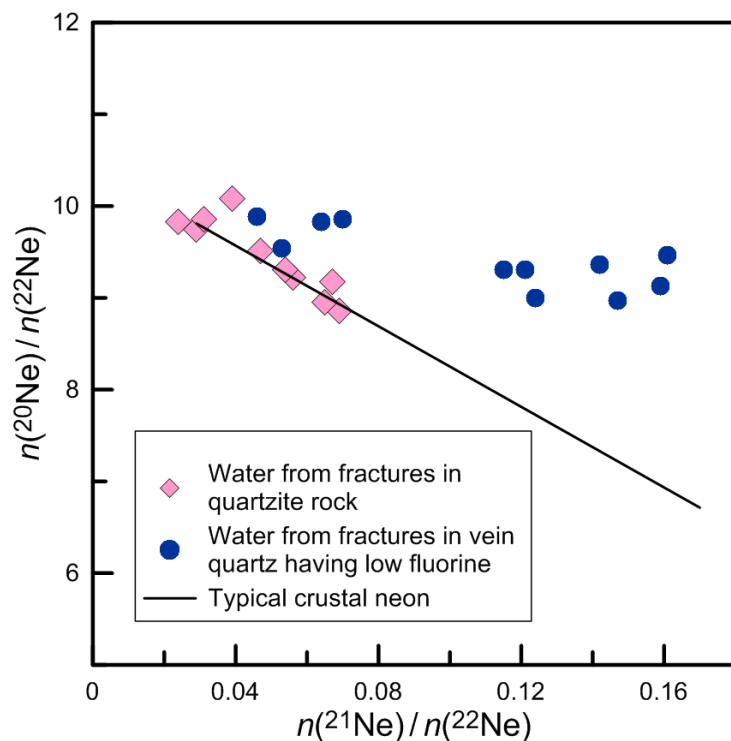 12
10
8
6
n(²⁰Ne) / n(²²Ne)
Water from fractures in
quartzite rock
Water from fractures in vein
quartz having low fluorine
Typical crustal neon
0 0.04 0.08 0.12 0.16
n(²¹Ne) / n(²²Ne)